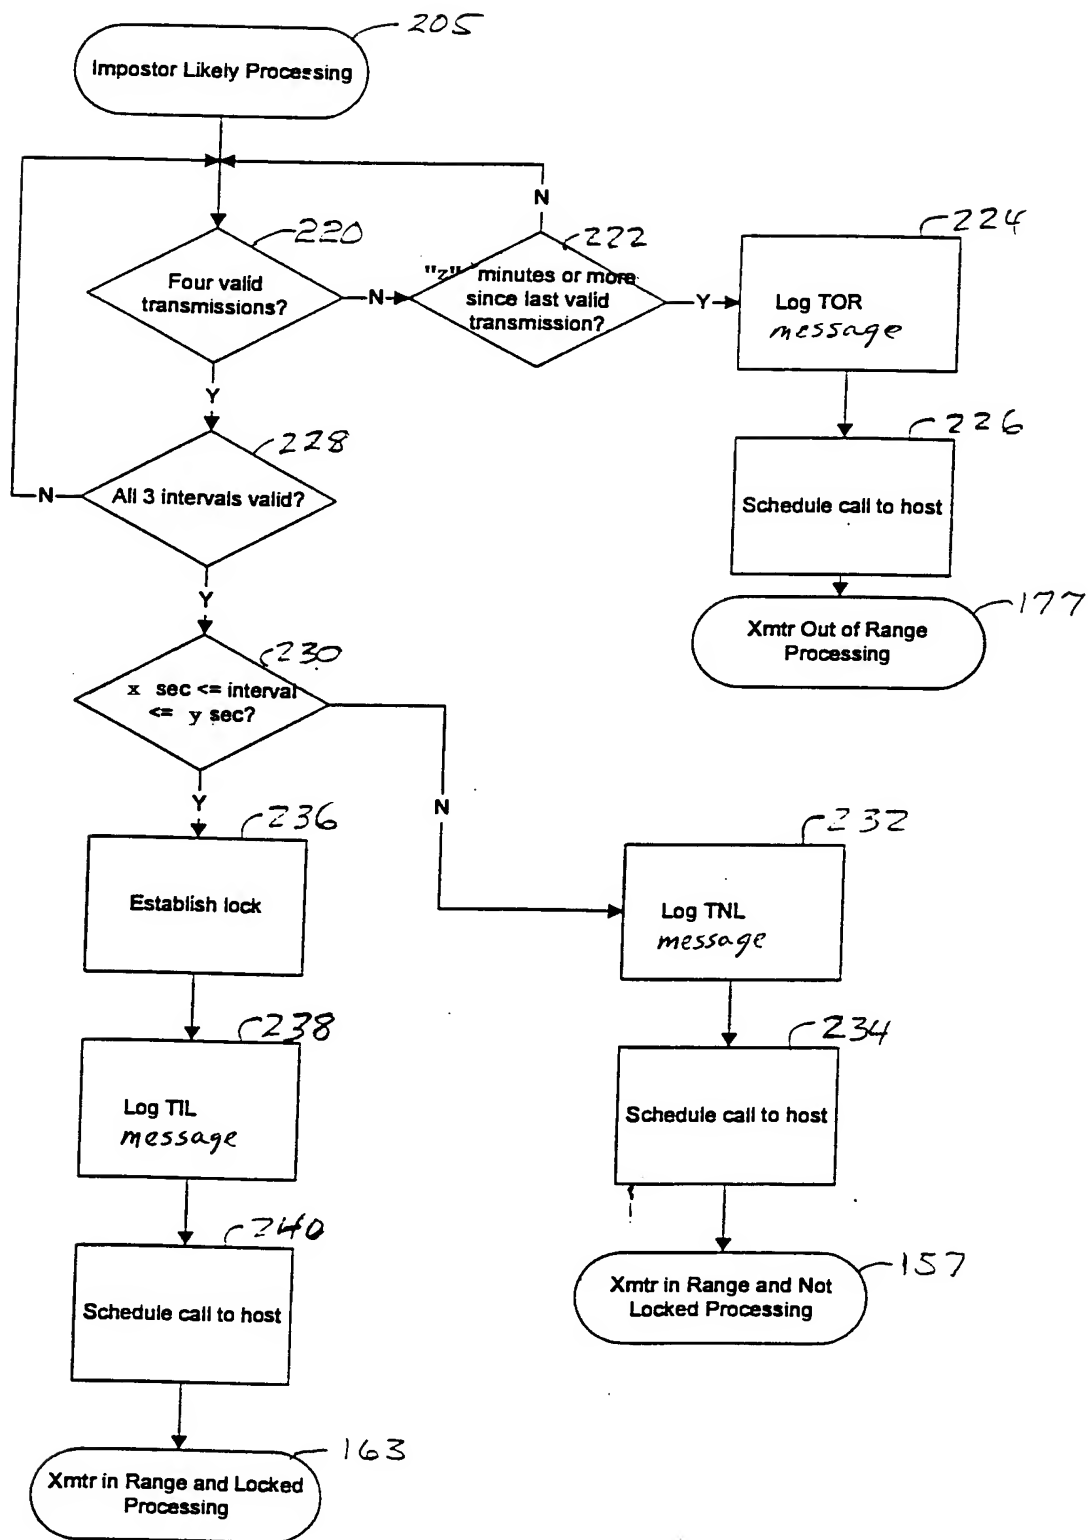 205
Impostor Likely Processing
N
220
222
224
Four valid
transmissions?
N
"z" minutes or more
since last valid
transmission?
Y
Log TOR
message
Y
228
226
All 3 intervals valid?
N
Schedule call to host
Y
177
Xmtr Out of Range
Processing
230
x sec <= interval
<= y sec?
Y
N
236
232
Establish lock
Log TNL
message
238
234
Log TIL
message
Schedule call to host
240
157
Schedule call to host
Xmtr in Range and Not
Locked Processing
163
Xmtr in Range and Locked
Processing